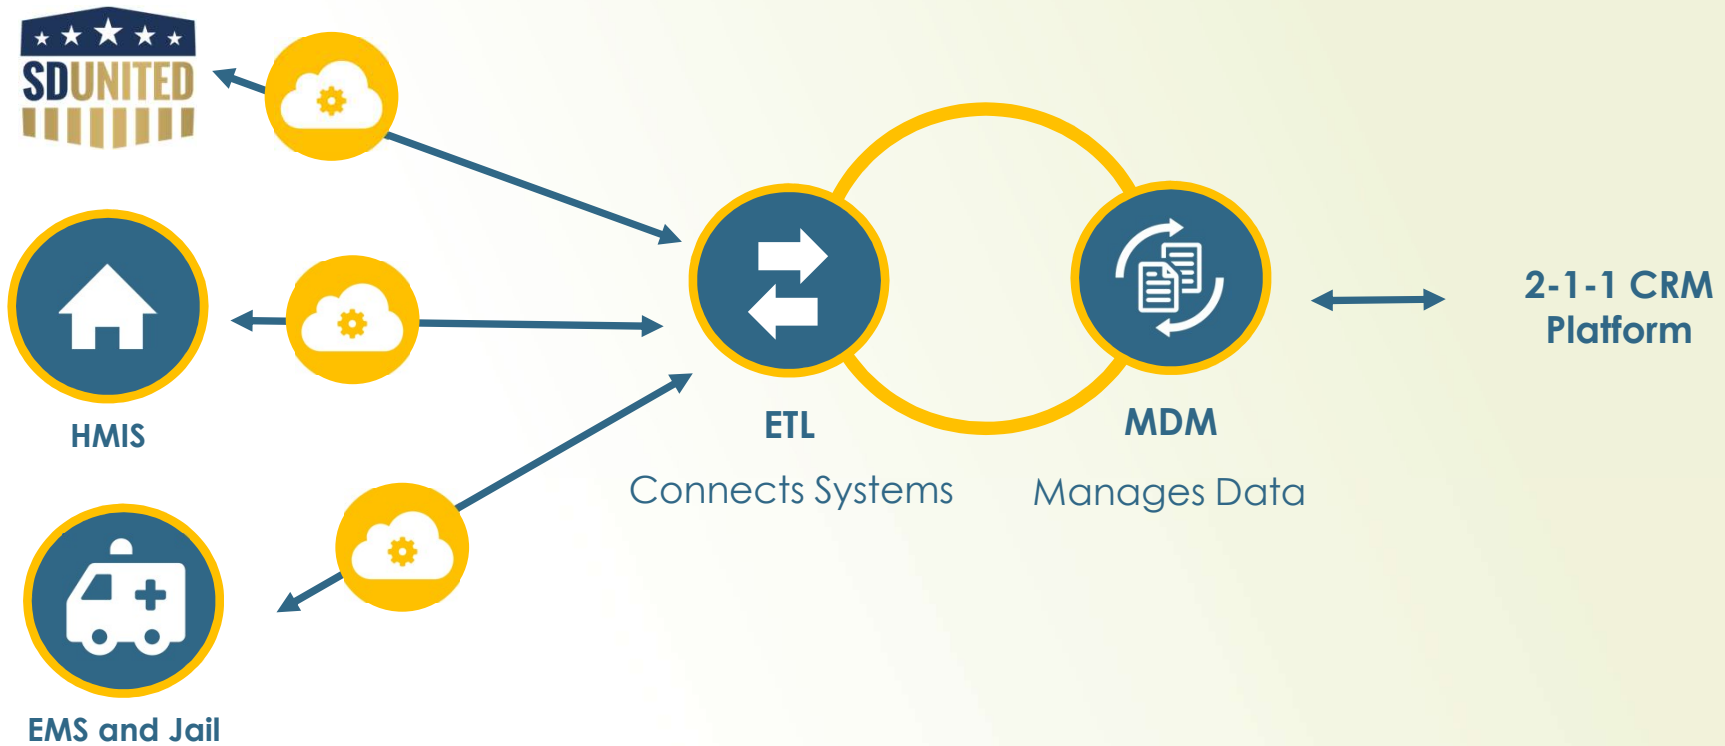 SDUNITED
HMIS
EMS and Jail
ETL
Connects Systems
MDM
Manages Data
2-1-1 CRM
Platform